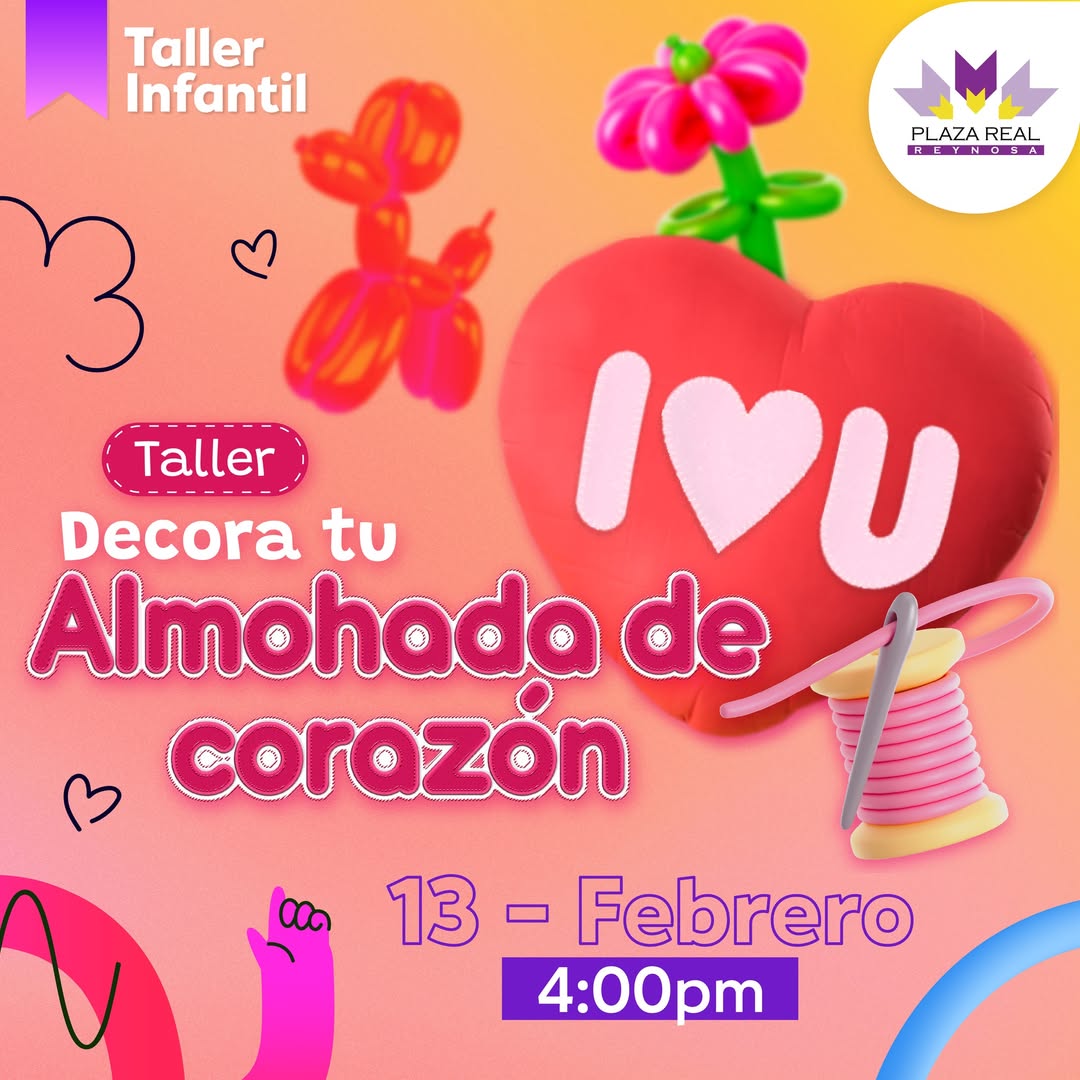 Taller
Infantil
PLAZA REAL
REYNOSA
I♥U
Taller
Decora tu
Almohada de
corazón
13 - Febrero
4:00pm